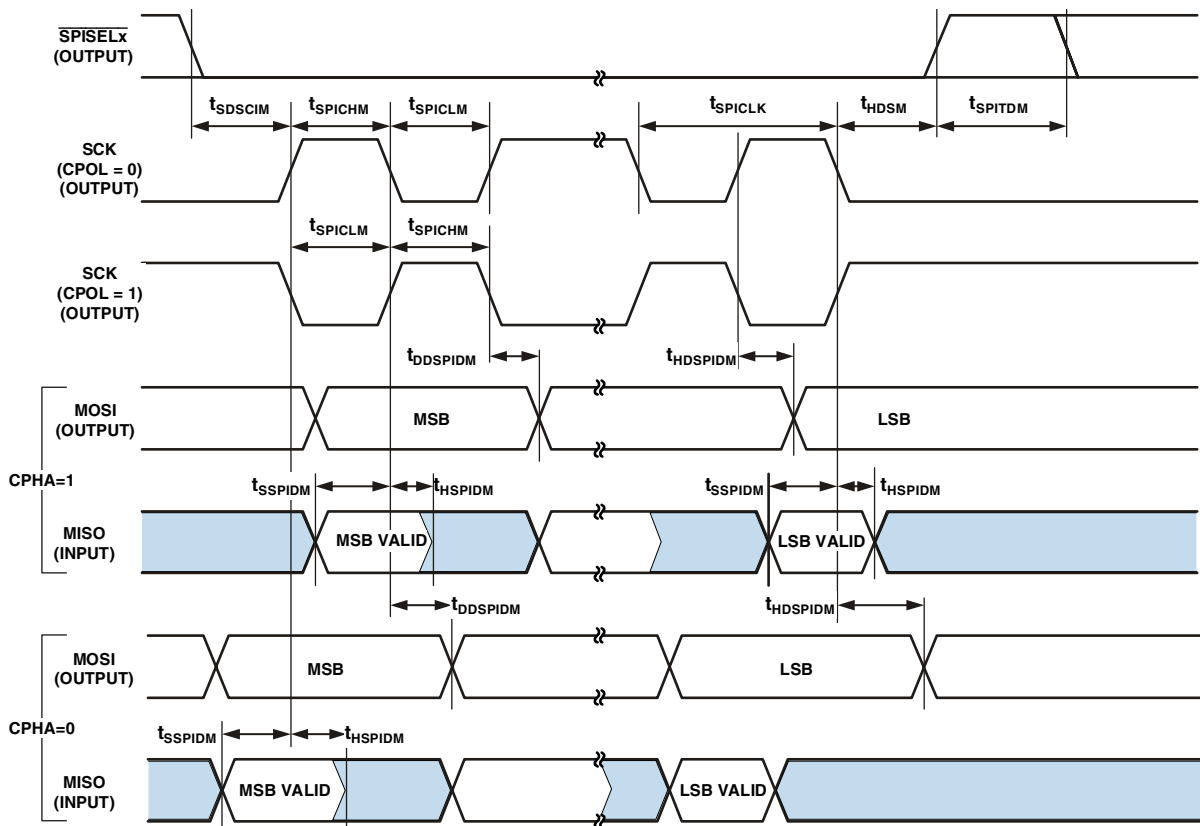 SPISELx
(OUTPUT)
tSDSCIM tSPICHM tSPICLM tSPICLK tHDSM tSPITDM
SCK
(CPOL = 0)
(OUTPUT)
tSPICLM tSPICHM
SCK
(CPOL = 1)
(OUTPUT)
tDDSPIDM tHDSPIDM
CPHA=1
MOSI
(OUTPUT)
MSB LSB
tSSPIDM tHSPIDM tSSPIDM tHSPIDM
MISO
(INPUT)
MSB VALID LSB VALID
tDDSPIDM tHDSPIDM
CPHA=0
MOSI
(OUTPUT)
MSB LSB
tSSPIDM tHSPIDM
MISO
(INPUT)
MSB VALID LSB VALID